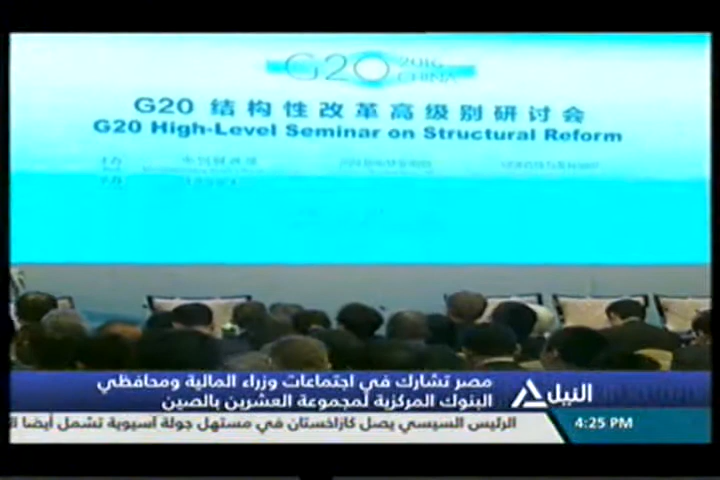 G20 2016
CHINA
G20 结构性改革高级别研讨会
G20 High-Level Seminar on Structural Reform
مصر تشارك في اجتماعات وزراء المالية ومحافظي
البنوك المركزية لمجموعة العشرين بالصين
النيل
الرئيس السيسي يصل كازاخستان في مستهل جولة آسيوية تشمل أيضا
4:25 PM